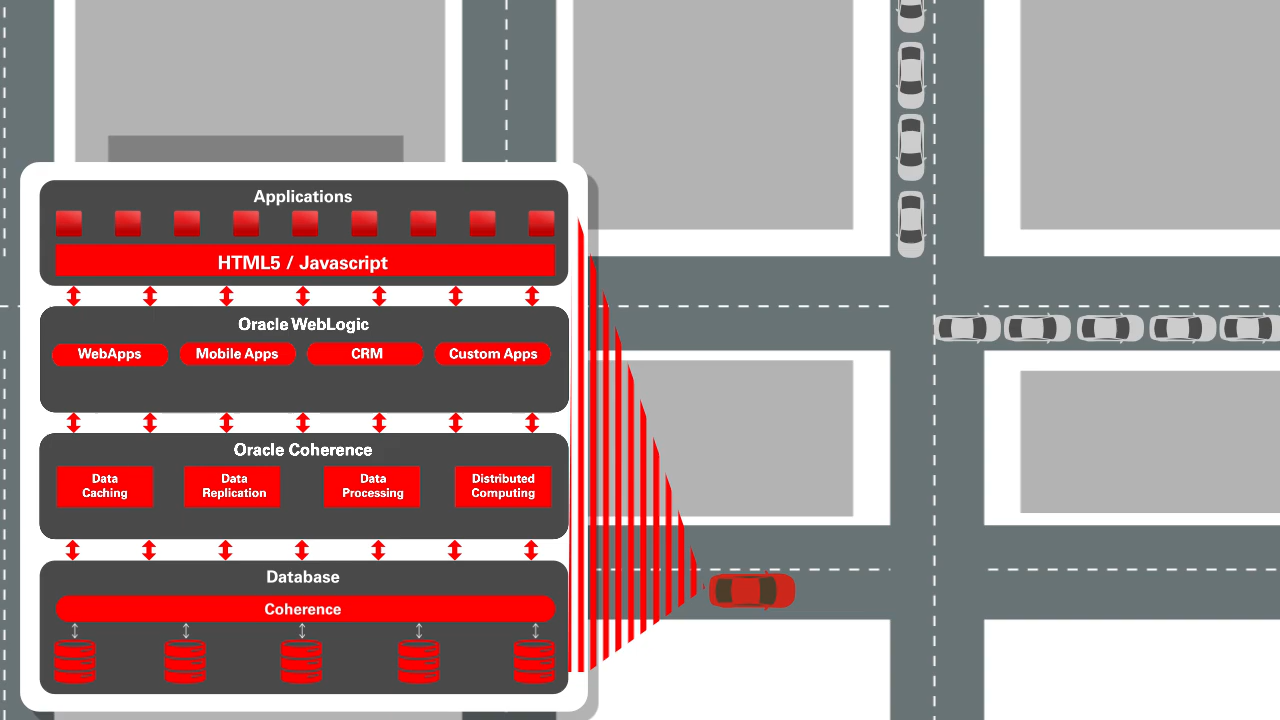 Applications
HTML5 / Javascript
Oracle WebLogic
WebApps
Mobile Apps
CRM
Custom Apps
Oracle Coherence
Data
Caching
Data
Replication
Data
Processing
Distributed
Computing
Database
Coherence